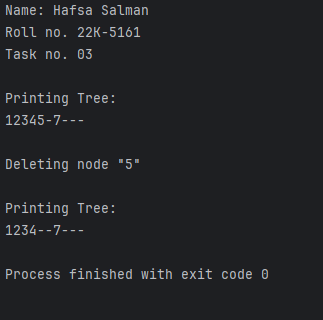 Name: Hafsa Salman
Roll no. 22K-5161
Task no. 03
Printing Tree:
12345-7---
Deleting node "5"
Printing Tree:
1234--7---
Process finished with exit code 0